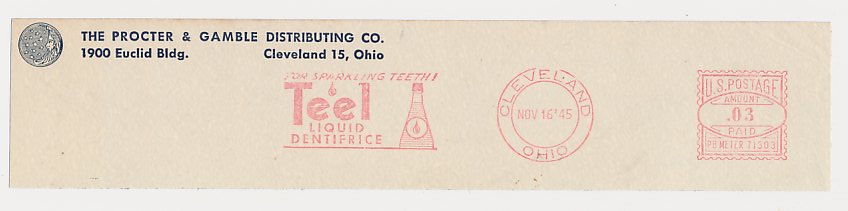 THE PROCTER & GAMBLE DISTRIBUTING CO.
1900 Euclid Bldg. Cleveland 15, Ohio
FOR SPARKLING TEETH!
Teel
LIQUID
DENTIFRICE
CLEVELAND
NOV 16'45
OHIO
U.S. POSTAGE
AMOUNT
.03
PAID
PB METER 71303